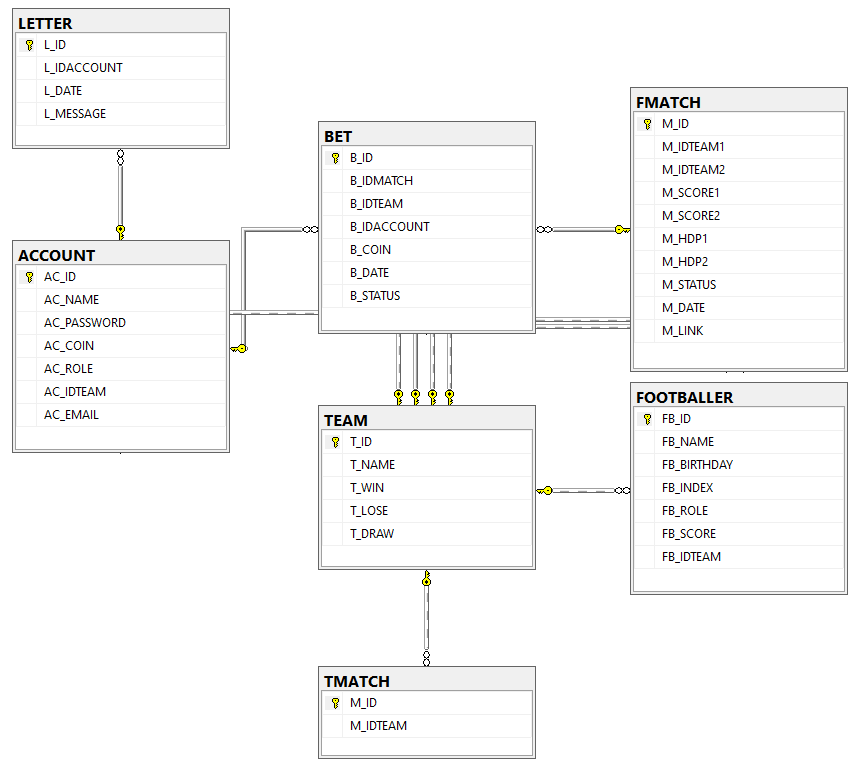 LETTER
L_ID
L_IDACCOUNT
L_DATE
L_MESSAGE
ACCOUNT
AC_ID
AC_NAME
AC_PASSWORD
AC_COIN
AC_ROLE
AC_IDTEAM
AC_EMAIL
BET
B_ID
B_IDMATCH
B_IDTEAM
B_IDACCOUNT
B_COIN
B_DATE
B_STATUS
TEAM
T_ID
T_NAME
T_WIN
T_LOSE
T_DRAW
TMATCH
M_ID
M_IDTEAM
FMATCH
M_ID
M_IDTEAM1
M_IDTEAM2
M_SCORE1
M_SCORE2
M_HDP1
M_HDP2
M_STATUS
M_DATE
M_LINK
FOOTBALLER
FB_ID
FB_NAME
FB_BIRTHDAY
FB_INDEX
FB_ROLE
FB_SCORE
FB_IDTEAM